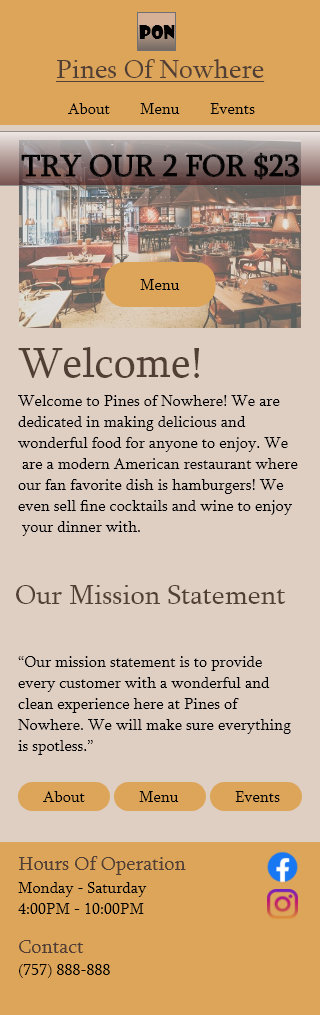 PON
Pines Of Nowhere
About Menu Events
TRY OUR 2 FOR $23
Menu
Welcome!
Welcome to Pines of Nowhere! We are
dedicated in making delicious and
wonderful food for anyone to enjoy. We
are a modern American restaurant where
our fan favorite dish is hamburgers! We
even sell fine cocktails and wine to enjoy
your dinner with.
Our Mission Statement
“Our mission statement is to provide
every customer with a wonderful and
clean experience here at Pines of
Nowhere. We will make sure everything
is spotless.”
About Menu Events
Hours Of Operation
Monday - Saturday
4:00PM - 10:00PM
Contact
(757) 888-888